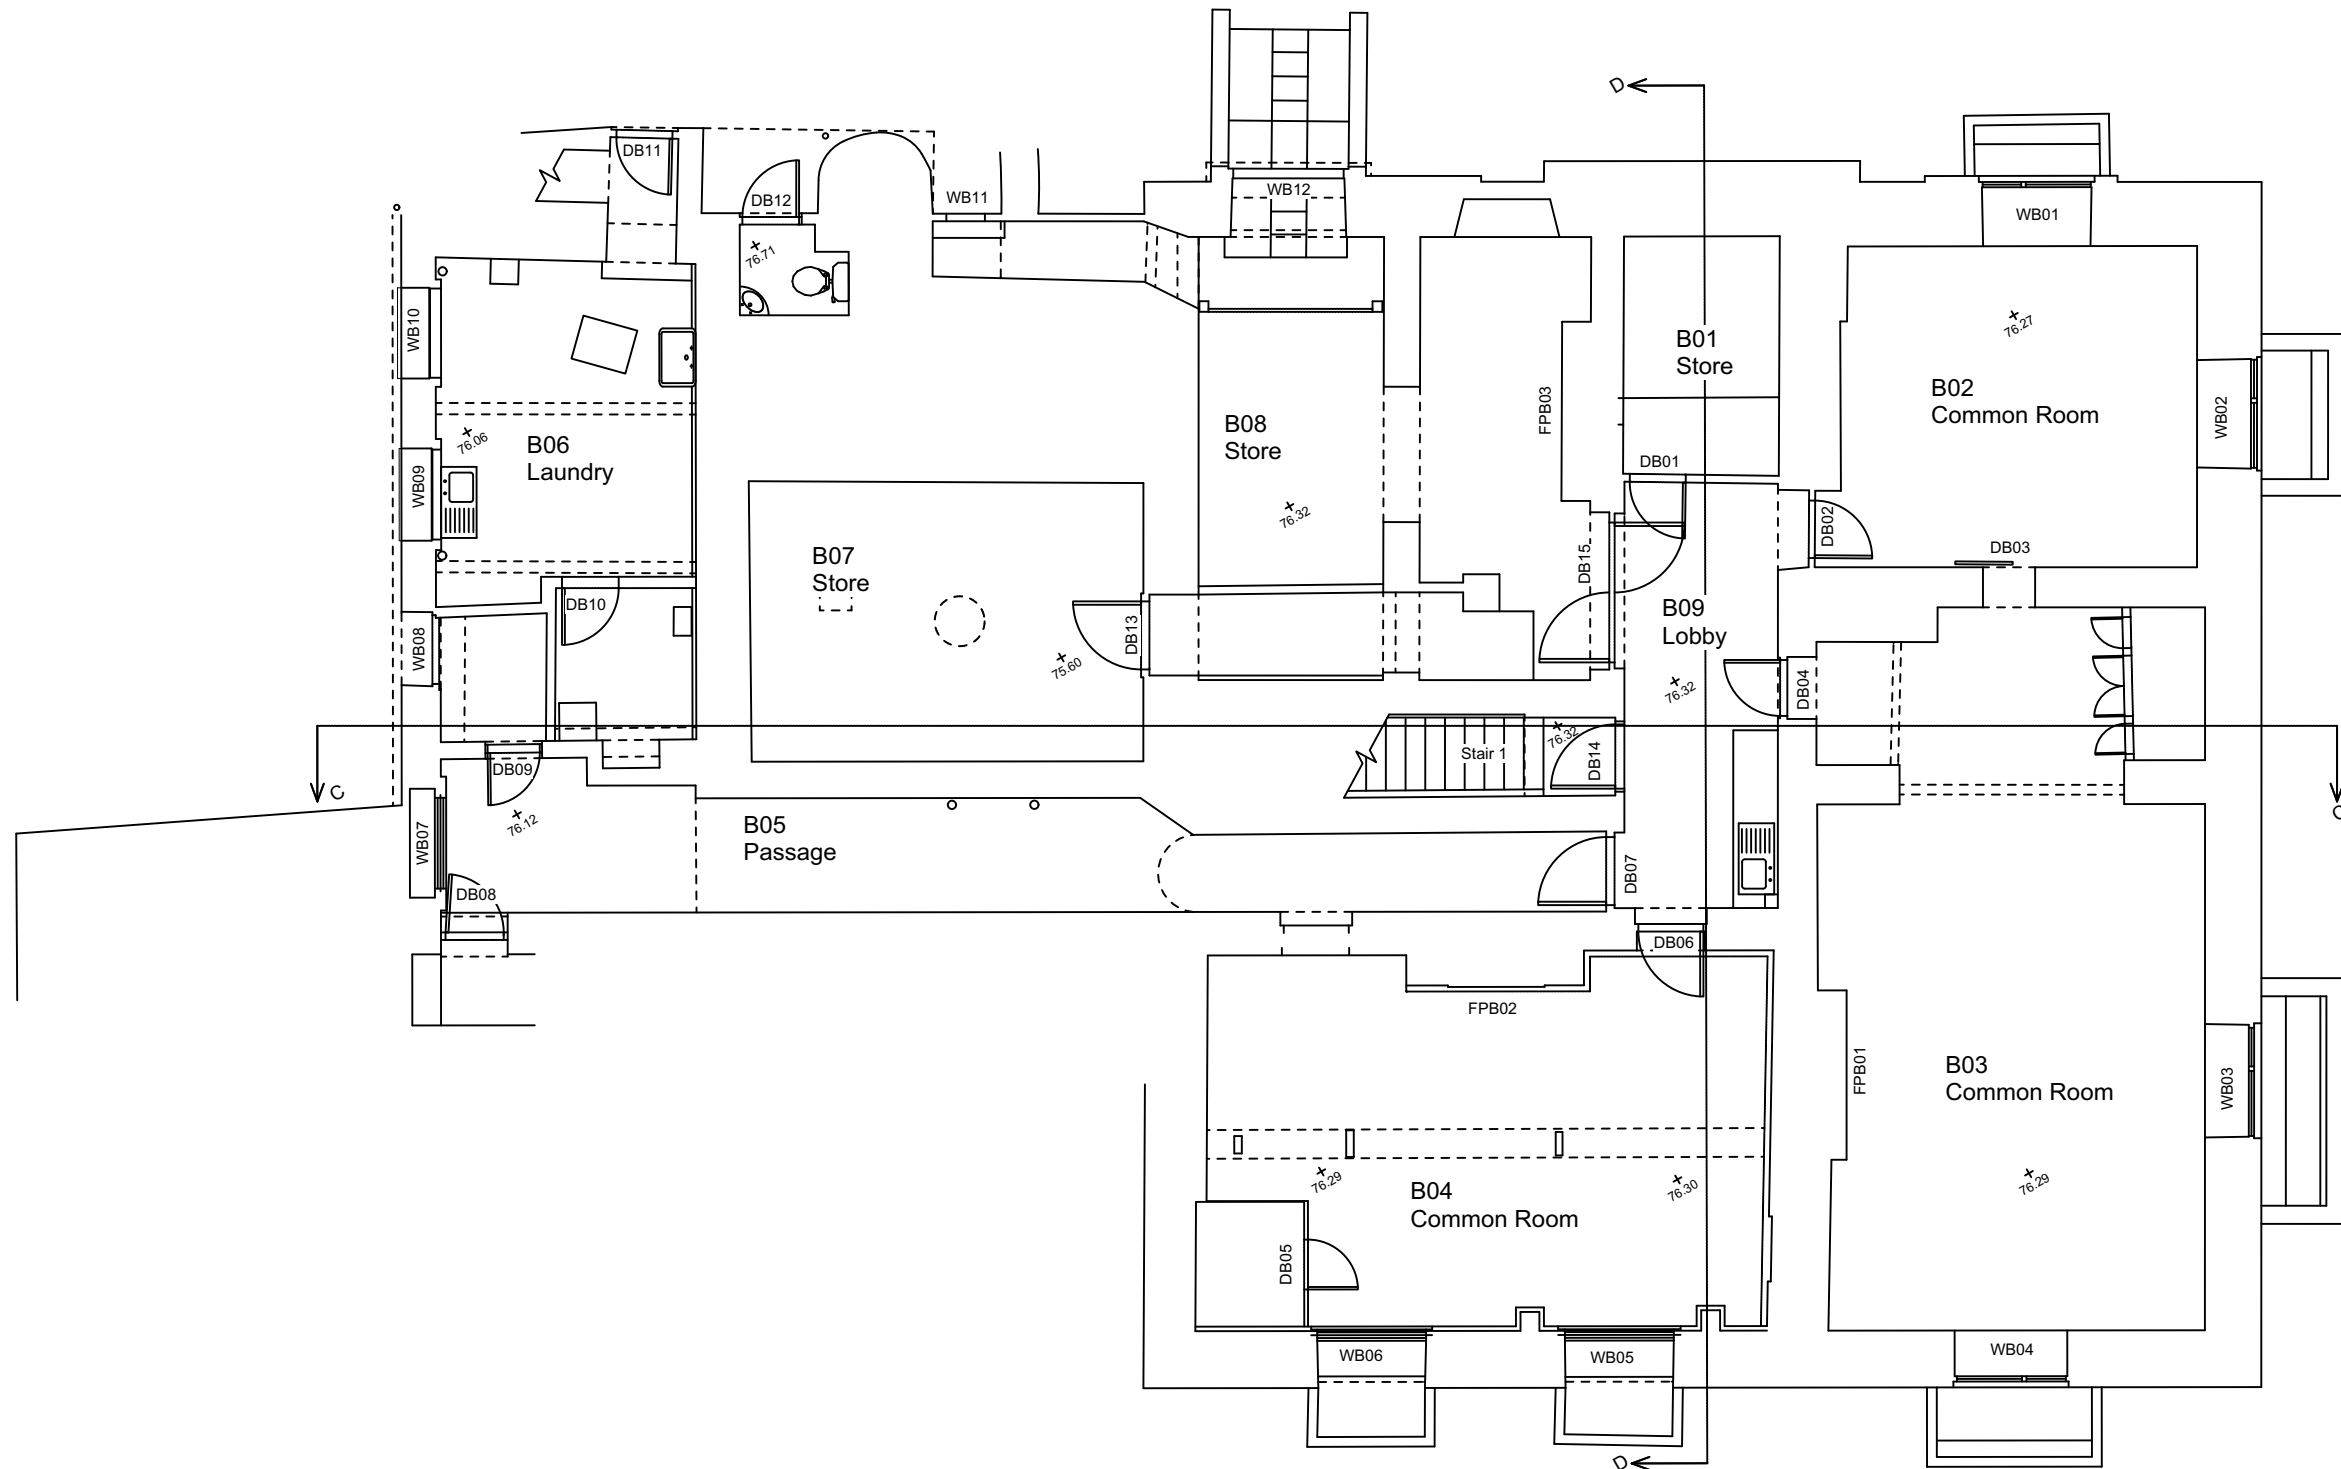 D
DB11
DB12
WB11
WB12
WB01
76.71
WB10
76.27
B01
Store
B02
Common Room
WB02
FPB03
B08
Store
76.06
B06
Laundry
WB09
DB01
76.32
DB02
DB03
B07
Store
DB15
DB10
B09
Lobby
WB08
DB13
75.60
76.32
DB04
76.32
Stair 1
DB14
DB09
C
C
76.12
B05
Passage
WB07
DB07
DB08
DB06
FPB02
FPB01
B03
Common Room
WB03
76.29
B04
Common Room
76.30
76.29
DB05
WB06
WB05
WB04
D